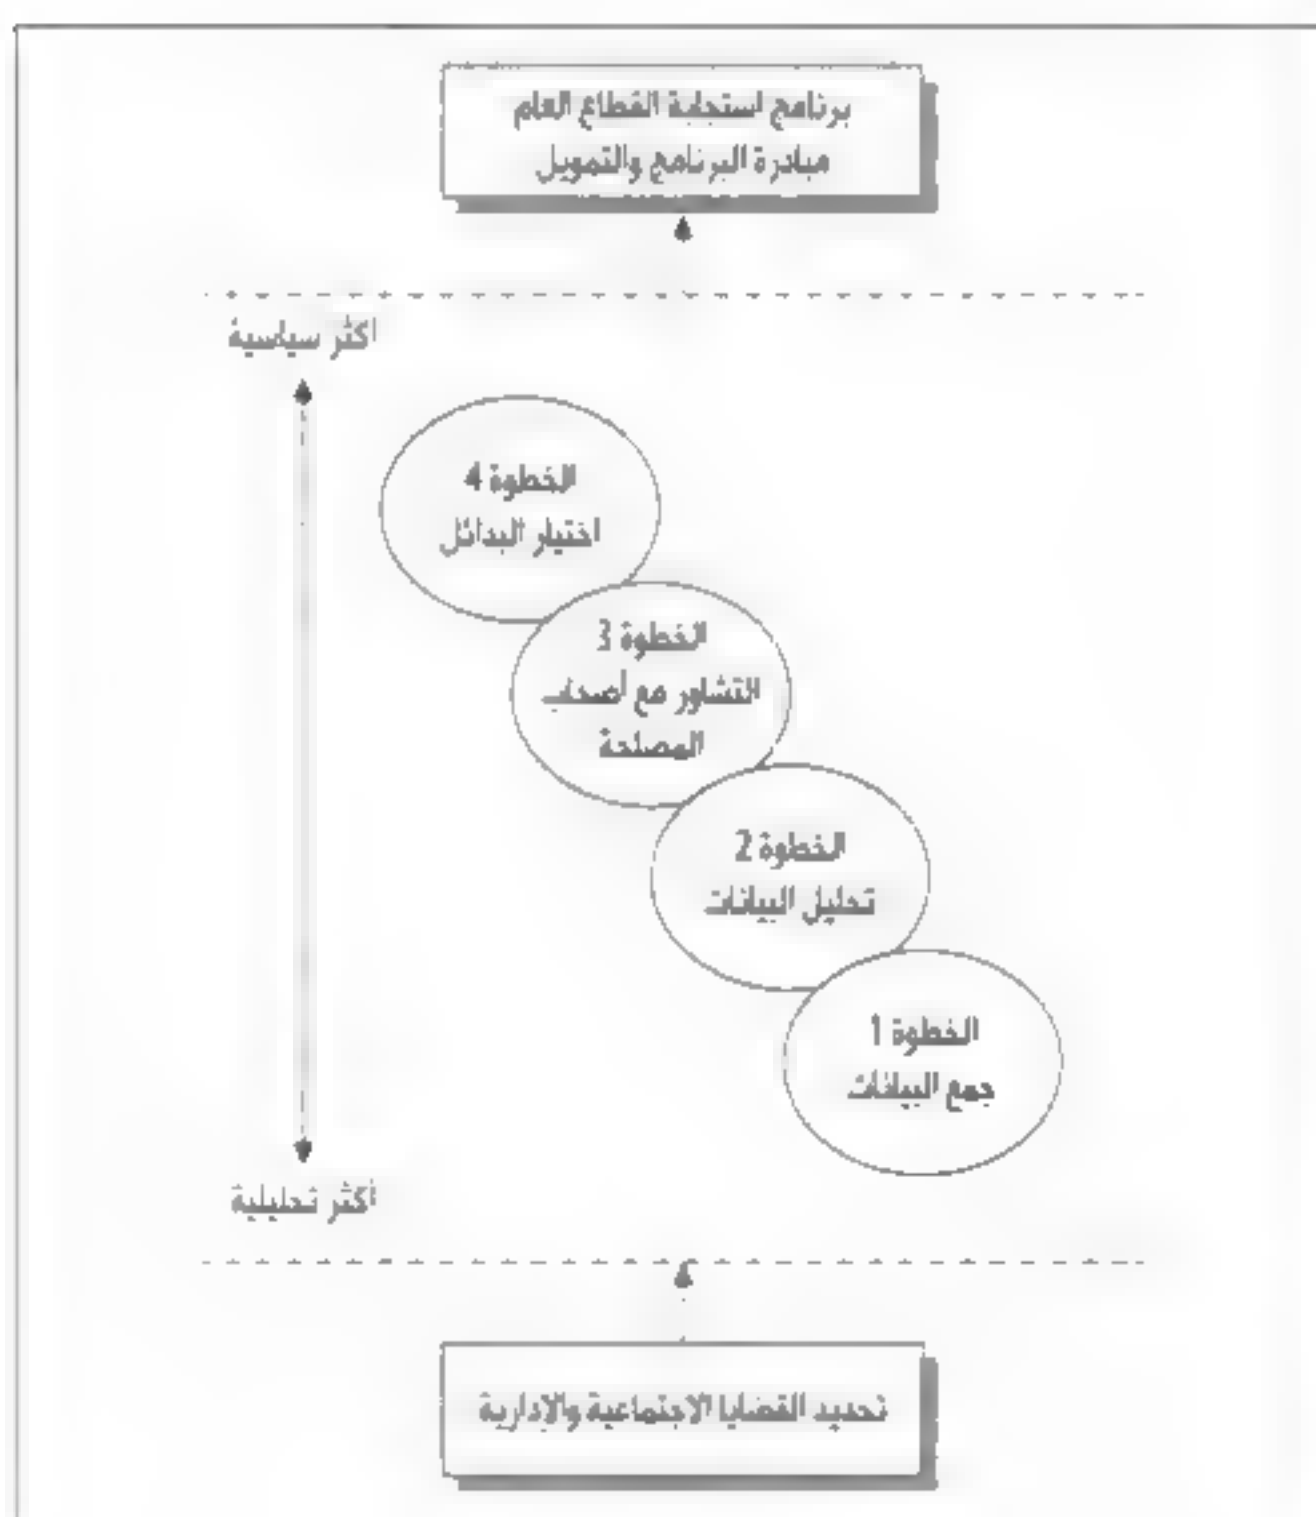 برنامج استجابة القطاع العام
مبادرة البرنامج والتمويل
أكثر سياسية
الخطوة 4
اختيار البدائل
الخطوة 3
التشاور مع أصحاب
المصلحة
الخطوة 2
تحليل البيانات
الخطوة 1
جمع البيانات
أكثر تحليلية
تحديد القضايا الاجتماعية والإدارية